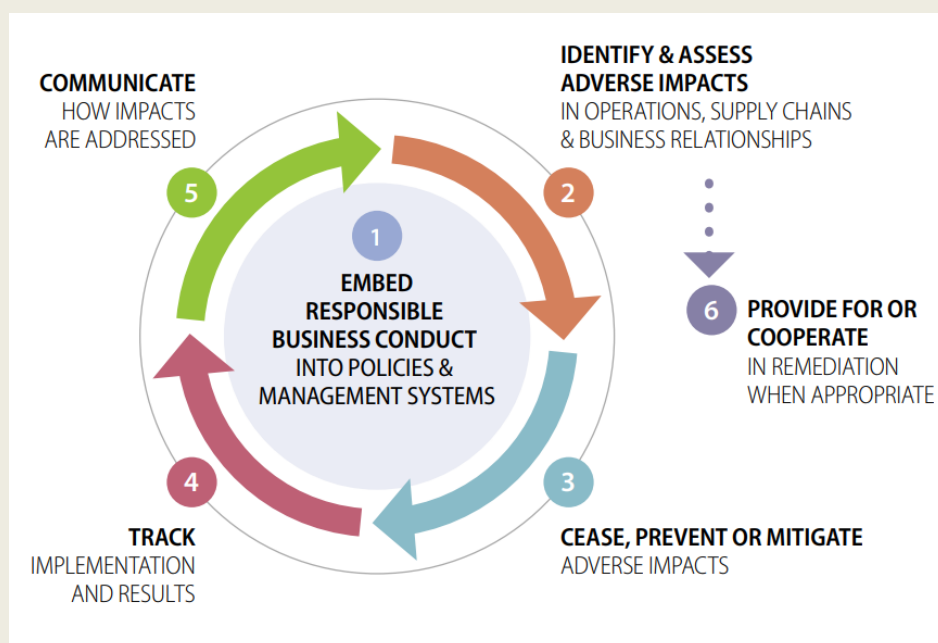 1
EMBED
RESPONSIBLE
BUSINESS CONDUCT
INTO POLICIES &
MANAGEMENT SYSTEMS
2
IDENTIFY & ASSESS
ADVERSE IMPACTS
IN OPERATIONS, SUPPLY CHAINS
& BUSINESS RELATIONSHIPS
3
CEASE, PREVENT OR MITIGATE
ADVERSE IMPACTS
4
TRACK
IMPLEMENTATION
AND RESULTS
5
COMMUNICATE
HOW IMPACTS
ARE ADDRESSED
6
PROVIDE FOR OR
COOPERATE
IN REMEDIATION
WHEN APPROPRIATE